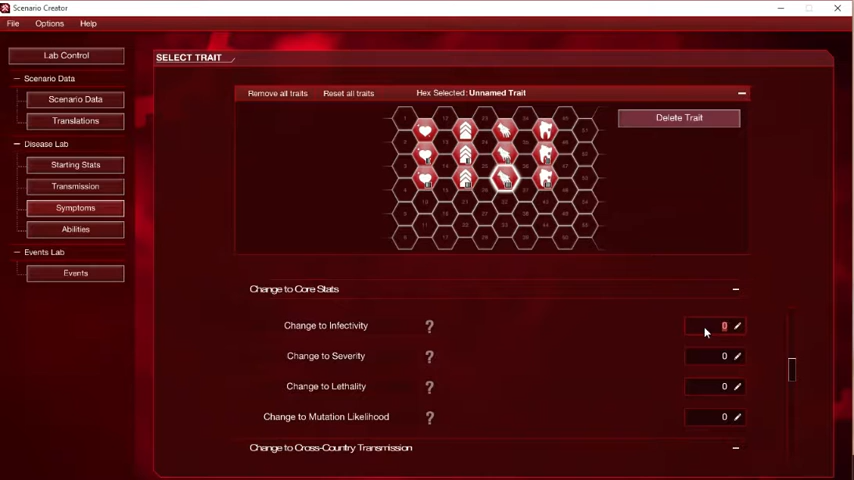 Scenario Creator
File Options Help
Lab Control
SELECT TRAIT
Scenario Data
Remove all traits Reset all traits Hex Selected: Unnamed Trait
Scenario Data
Delete Trait
Translations
Disease Lab
Starting Stats
Transmission
Symptoms
Abilities
Events Lab
Events
Change to Core Stats
Change to Infectivity ? 0
Change to Severity ? 0
Change to Lethality ? 0
Change to Mutation Likelihood ? 0
Change to Cross-Country Transmission